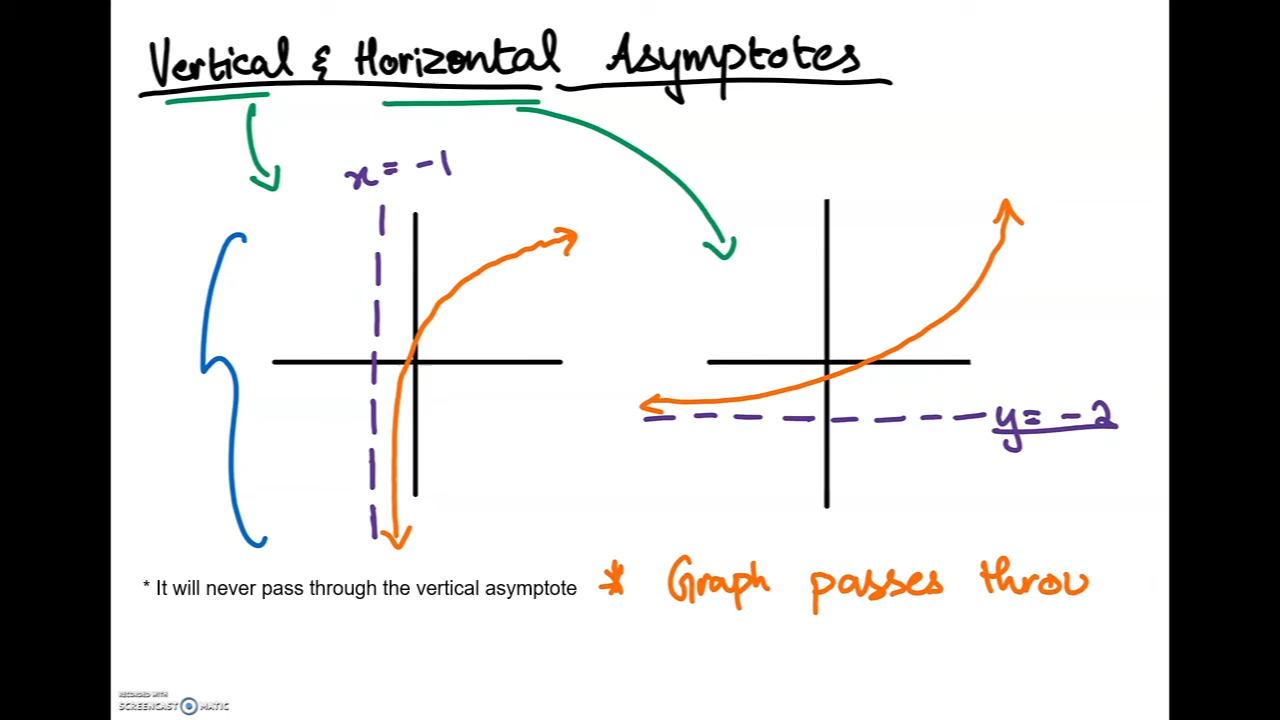 Vertical & Horizontal Asymptotes
x = -1
y = -2
* It will never pass through the vertical asymptote
* Graph passes throu
RECORDED WITH
SCREENCAST MATIC